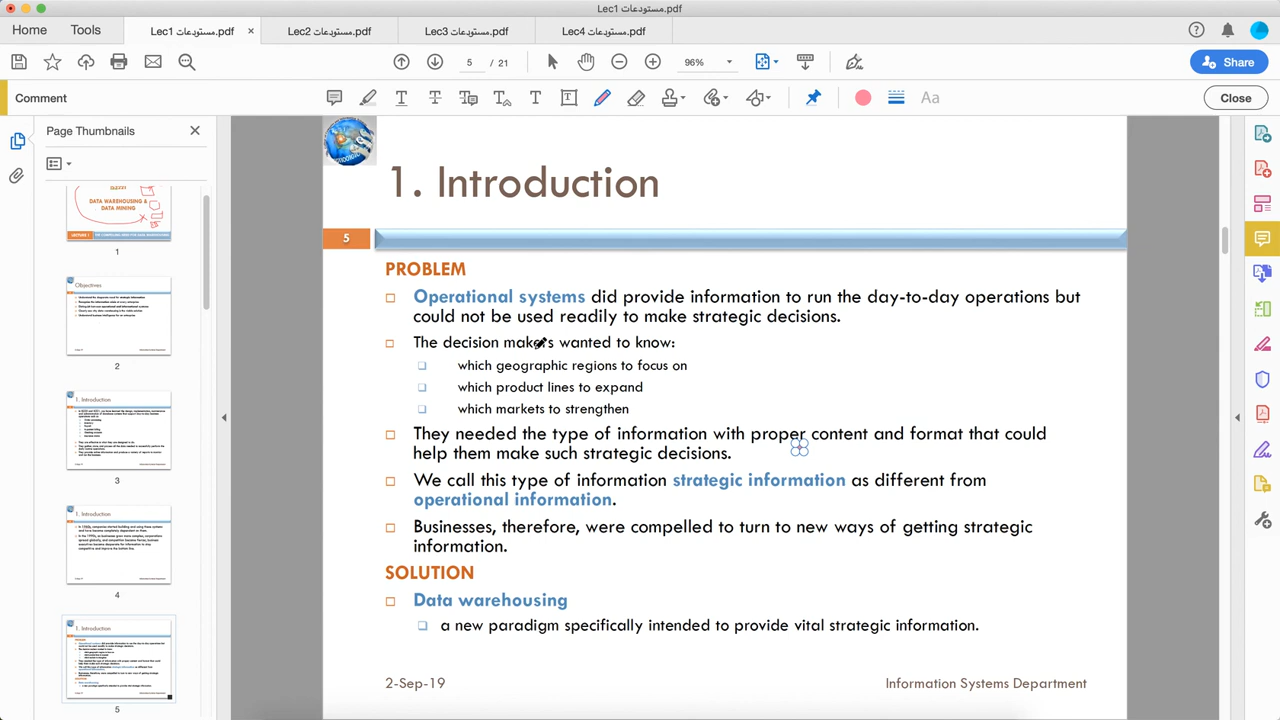 Lec1 مستودعات.pdf
Home
Tools
Lec1 مستودعات.pdf
Lec2 مستودعات.pdf
Lec3 مستودعات.pdf
Lec4 مستودعات.pdf
5 / 21
96%
Share
Comment
Aa
Close
Page Thumbnails
DATA WAREHOUSING &
DATA MINING
1
Objectives
2
1. Introduction
3
1. Introduction
4
1. Introduction
5
1. Introduction
5
PROBLEM
Operational systems did provide information to run the day-to-day operations but
could not be used readily to make strategic decisions.
The decision makers wanted to know:
which geographic regions to focus on
which product lines to expand
which markets to strengthen
They needed the type of information with proper content and format that could
help them make such strategic decisions.
We call this type of information strategic information as different from
operational information.
Businesses, therefore, were compelled to turn to new ways of getting strategic
information.
SOLUTION
Data warehousing
a new paradigm specifically intended to provide vital strategic information.
2-Sep-19
Information Systems Department